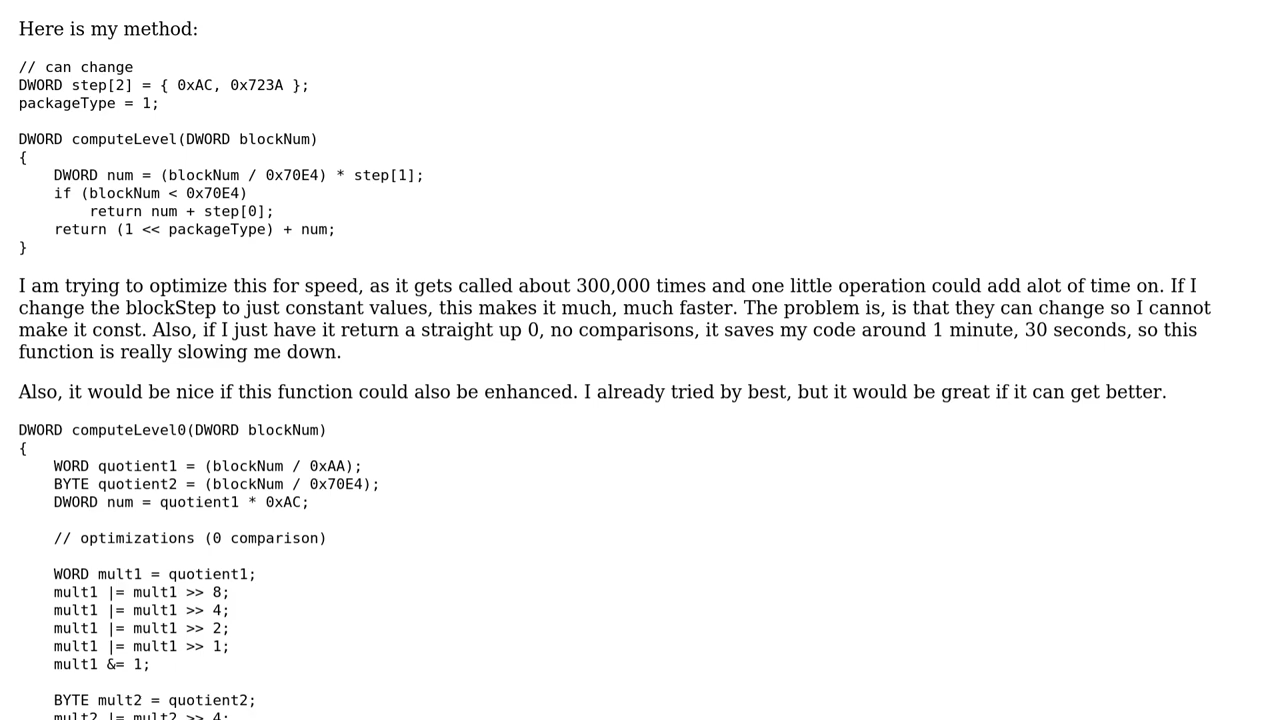 Here is my method:
// can change
DWORD step[2] = { 0xAC, 0x723A };
packageType = 1;
DWORD computeLevel(DWORD blockNum)
{
    DWORD num = (blockNum / 0x70E4) * step[1];
    if (blockNum < 0x70E4)
        return num + step[0];
    return (1 << packageType) + num;
}
I am trying to optimize this for speed, as it gets called about 300,000 times and one little operation could add alot of time on. If I
change the blockStep to just constant values, this makes it much, much faster. The problem is, is that they can change so I cannot
make it const. Also, if I just have it return a straight up 0, no comparisons, it saves my code around 1 minute, 30 seconds, so this
function is really slowing me down.
Also, it would be nice if this function could also be enhanced. I already tried by best, but it would be great if it can get better.
DWORD computeLevel0(DWORD blockNum)
{
    WORD quotient1 = (blockNum / 0xAA);
    BYTE quotient2 = (blockNum / 0x70E4);
    DWORD num = quotient1 * 0xAC;
    // optimizations (0 comparison)
    WORD mult1 = quotient1;
    mult1 |= mult1 >> 8;
    mult1 |= mult1 >> 4;
    mult1 |= mult1 >> 2;
    mult1 |= mult1 >> 1;
    mult1 &= 1;
    BYTE mult2 = quotient2;
    mult2 |= mult2 >> 4;